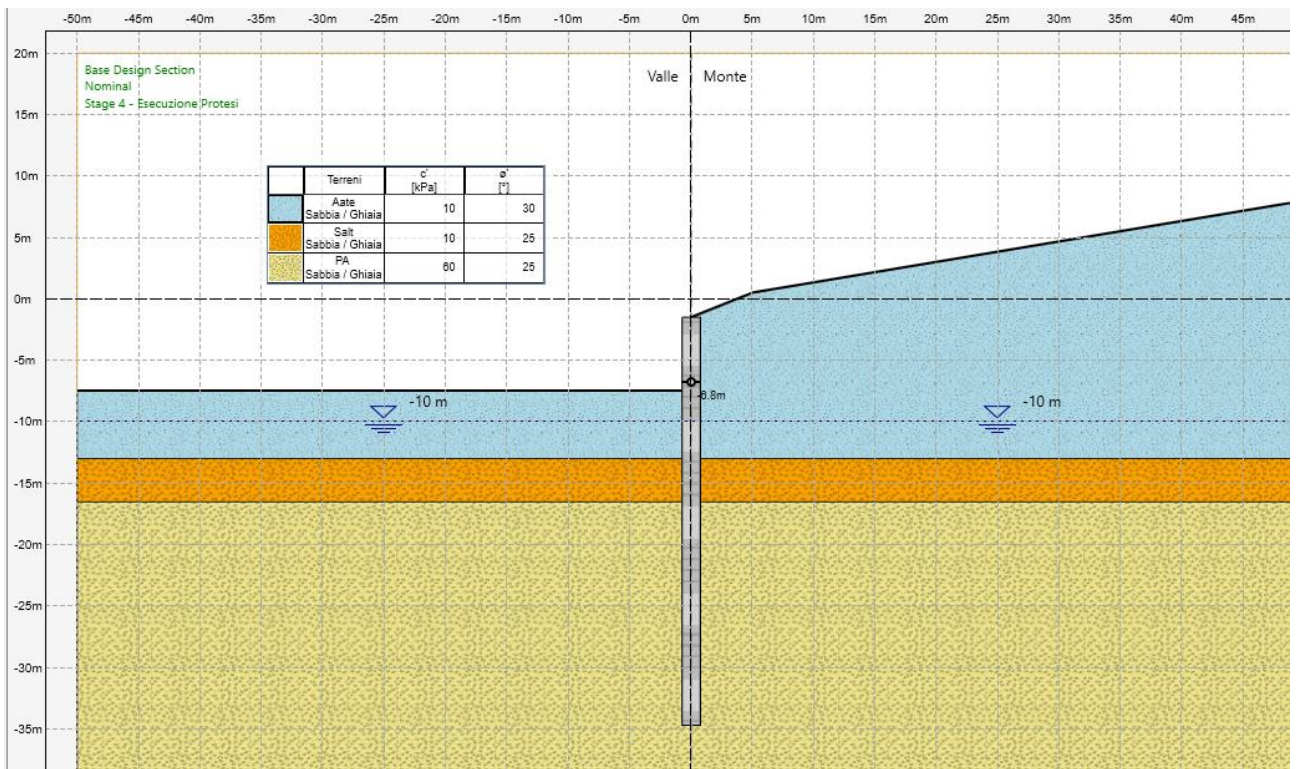 -50m -45m -40m -35m -30m -25m -20m -15m -10m -5m 0m 5m 10m 15m 20m 25m 30m 35m 40m 45m
20m
Base Design Section
Nominal
Stage 4 - Esecuzione Protesi
Valle Monte
15m
10m
Terreni c' ø'
[kPa] [°]
Aate
Sabbia / Ghiaia 10 30
Salt
Sabbia / Ghiaia 10 25
PA
Sabbia / Ghiaia 60 25
5m
0m
-5m
-6.8m
-10 m -10 m
-10m
-15m
-20m
-25m
-30m
-35m